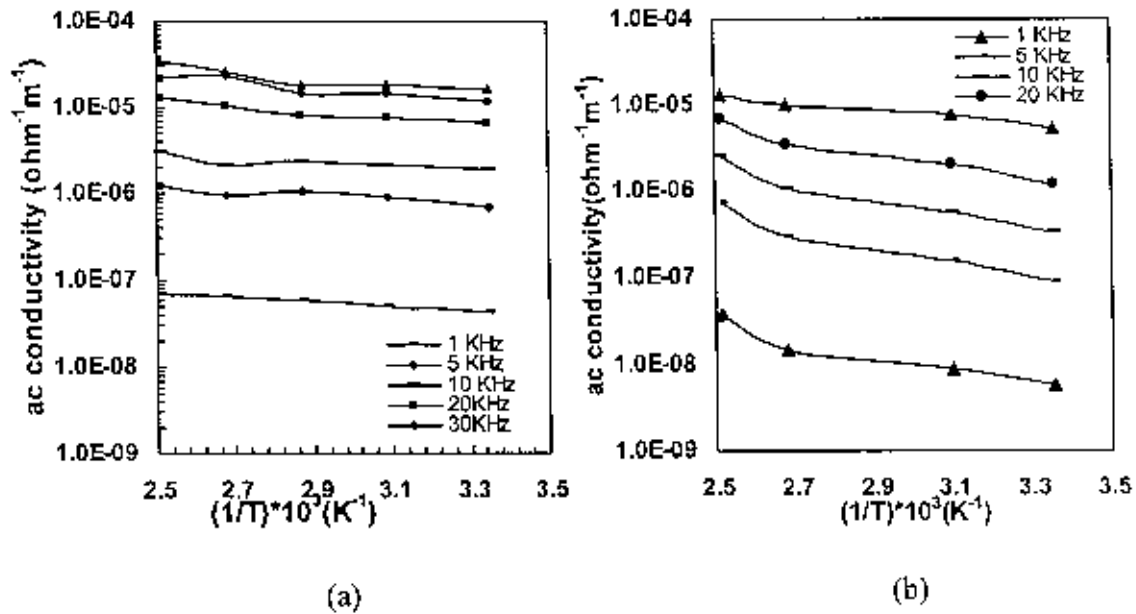 1.0E-04
1.0E-05
1.0E-06
1.0E-07
1.0E-08
1.0E-09
ac conductivity (ohm⁻¹m⁻¹)
1 KHz
5 KHz
10 KHz
20KHz
30KHz
2.5 2.7 2.9 3.1 3.3 3.5
(1/T)*10³(K⁻¹)
(a)
1.0E-04
1.0E-05
1.0E-06
1.0E-07
1.0E-08
1.0E-09
ac conductivity(ohm⁻¹m⁻¹)
1 KHz
5 KHz
10 KHz
20 KHz
2.5 2.7 2.9 3.1 3.3 3.5
(1/T)*10³(K⁻¹)
(b)